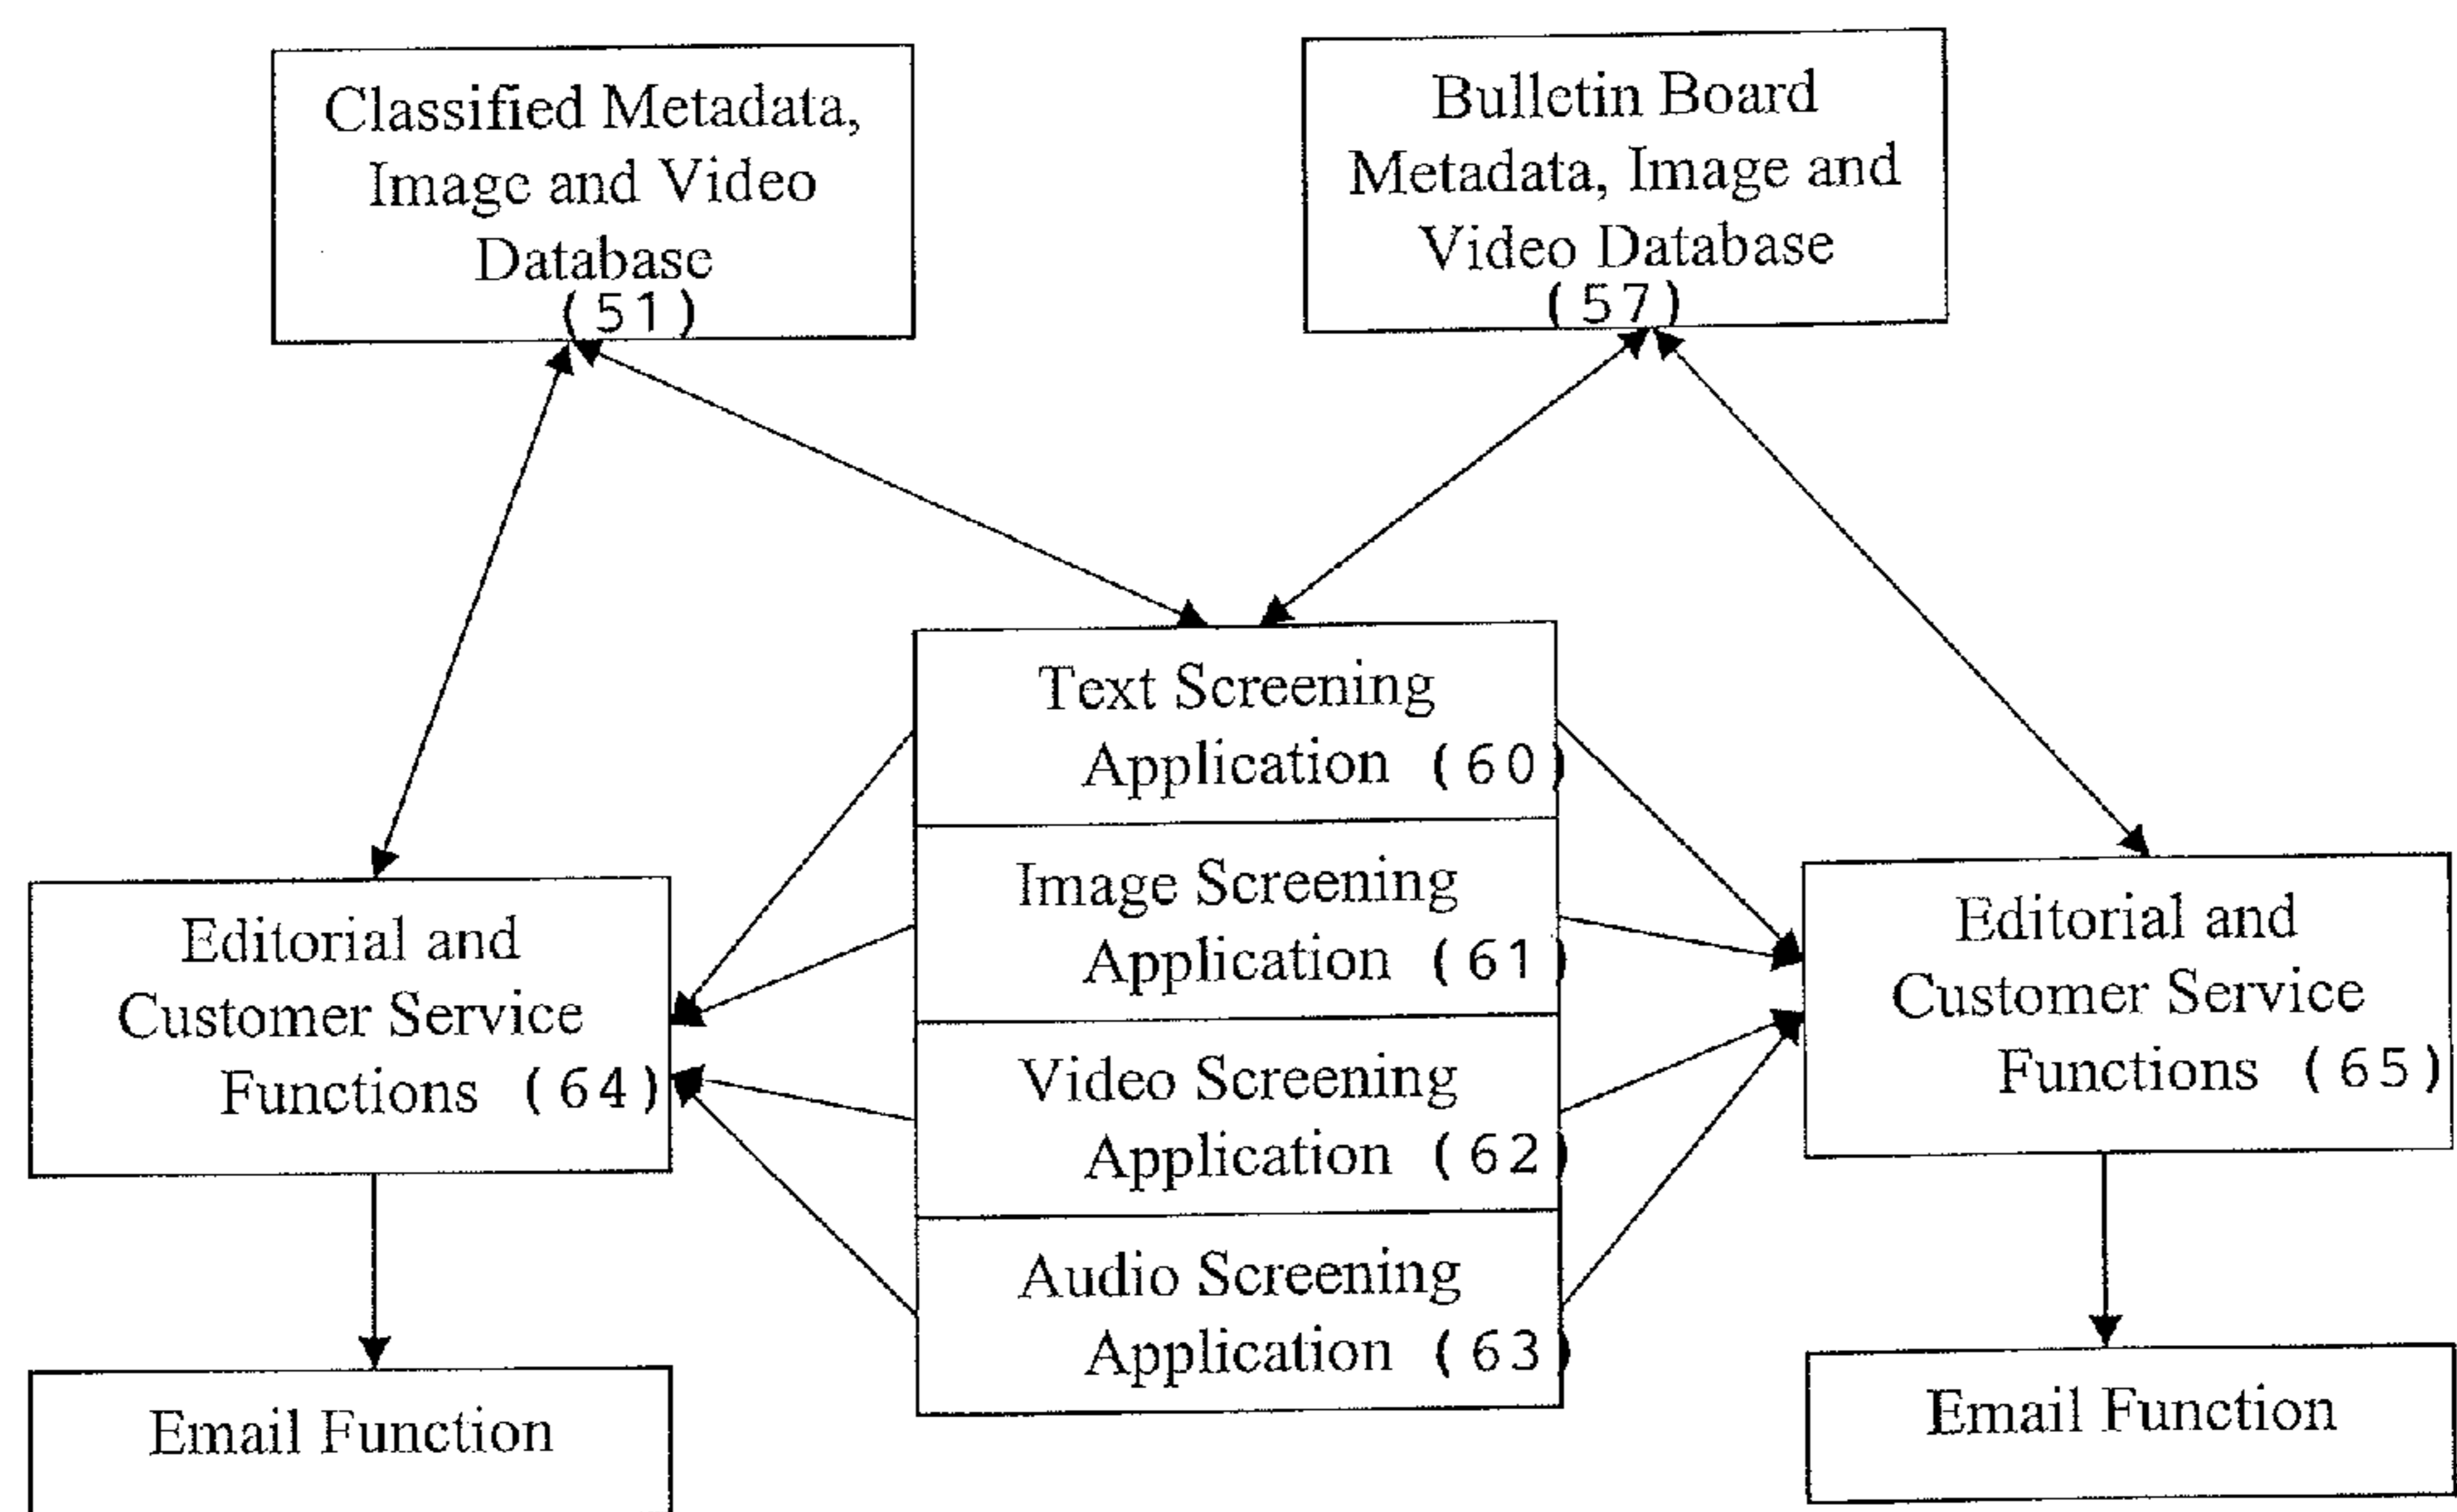 Classified Metadata,
Image and Video
Database
(51)
Bulletin Board
Metadata, Image and
Video Database
(57)
Text Screening
Application (60)
Image Screening
Application (61)
Video Screening
Application (62)
Audio Screening
Application (63)
Editorial and
Customer Service
Functions (64)
Editorial and
Customer Service
Functions (65)
Email Function
Email Function